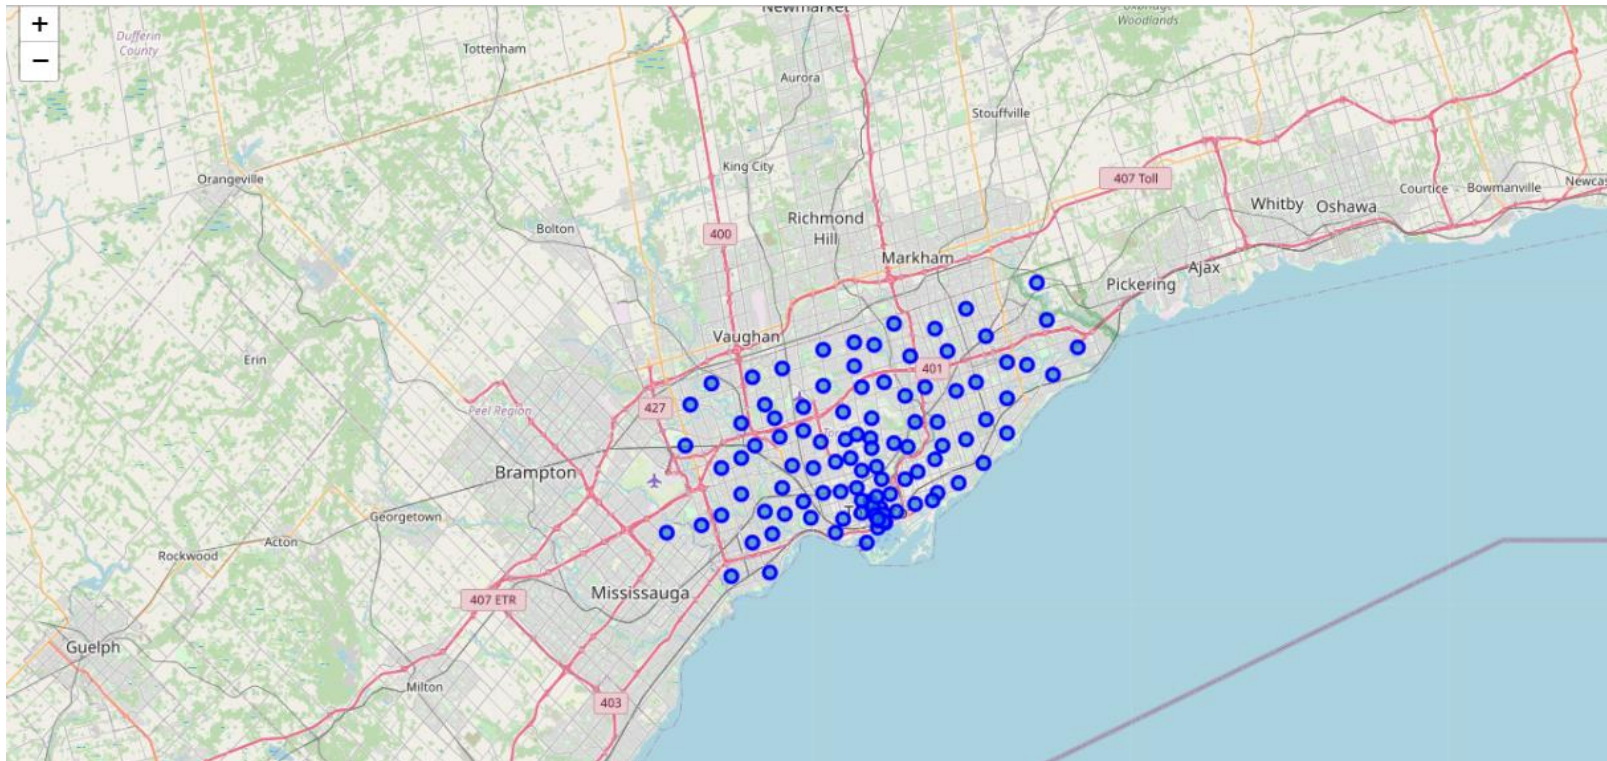 +
−
Newmarket
Dufferin
County
Woodlands
Tottenham
Aurora
Stouffville
King City
407 Toll
Orangeville
Courtice
Bowmanville
Whitby
Oshawa
Richmond
Hill
400
Bolton
Markham
Ajax
Pickering
Vaughan
Erin
401
427
Peel Region
Brampton
Georgetown
Acton
Rockwood
Mississauga
407 ETR
Guelph
Milton
403